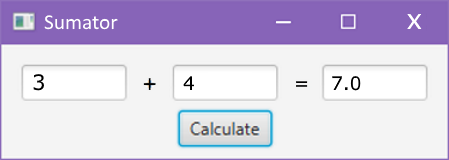 Sumator
3 + 4 = 7.0
Calculate